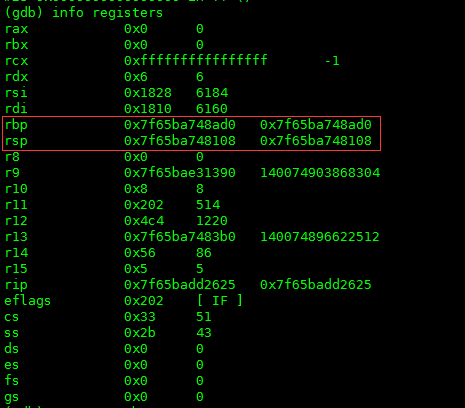 (gdb) info registers
rax 0x0 0
rbx 0x0 0
rcx 0xffffffffffffffff -1
rdx 0x6 6
rsi 0x1828 6184
rdi 0x1810 6160
rbp 0x7f65ba748ad0 0x7f65ba748ad0
rsp 0x7f65ba748108 0x7f65ba748108
r8 0x0 0
r9 0x7f65bae31390 140074903868304
r10 0x8 8
r11 0x202 514
r12 0x4c4 1220
r13 0x7f65ba7483b0 140074896622512
r14 0x56 86
r15 0x5 5
rip 0x7f65badd2625 0x7f65badd2625
eflags 0x202 [ IF ]
cs 0x33 51
ss 0x2b 43
ds 0x0 0
es 0x0 0
fs 0x0 0
gs 0x0 0